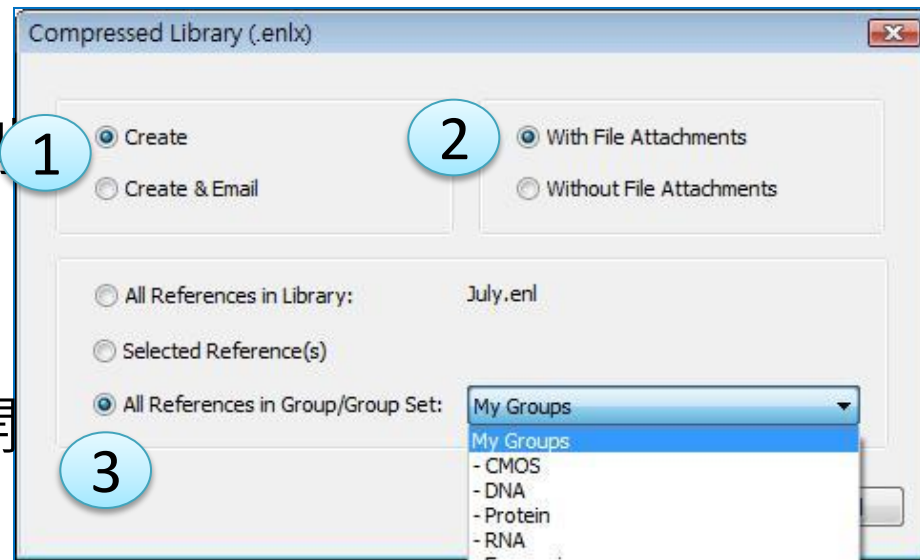 Compressed Library (.enlx)
1
Create
2
With File Attachments
Create & Email
Without File Attachments
All References in Library:
July.enl
Selected Reference(s)
All References in Group/Group Set:
My Groups
3
My Groups
- CMOS
- DNA
- Protein
- RNA